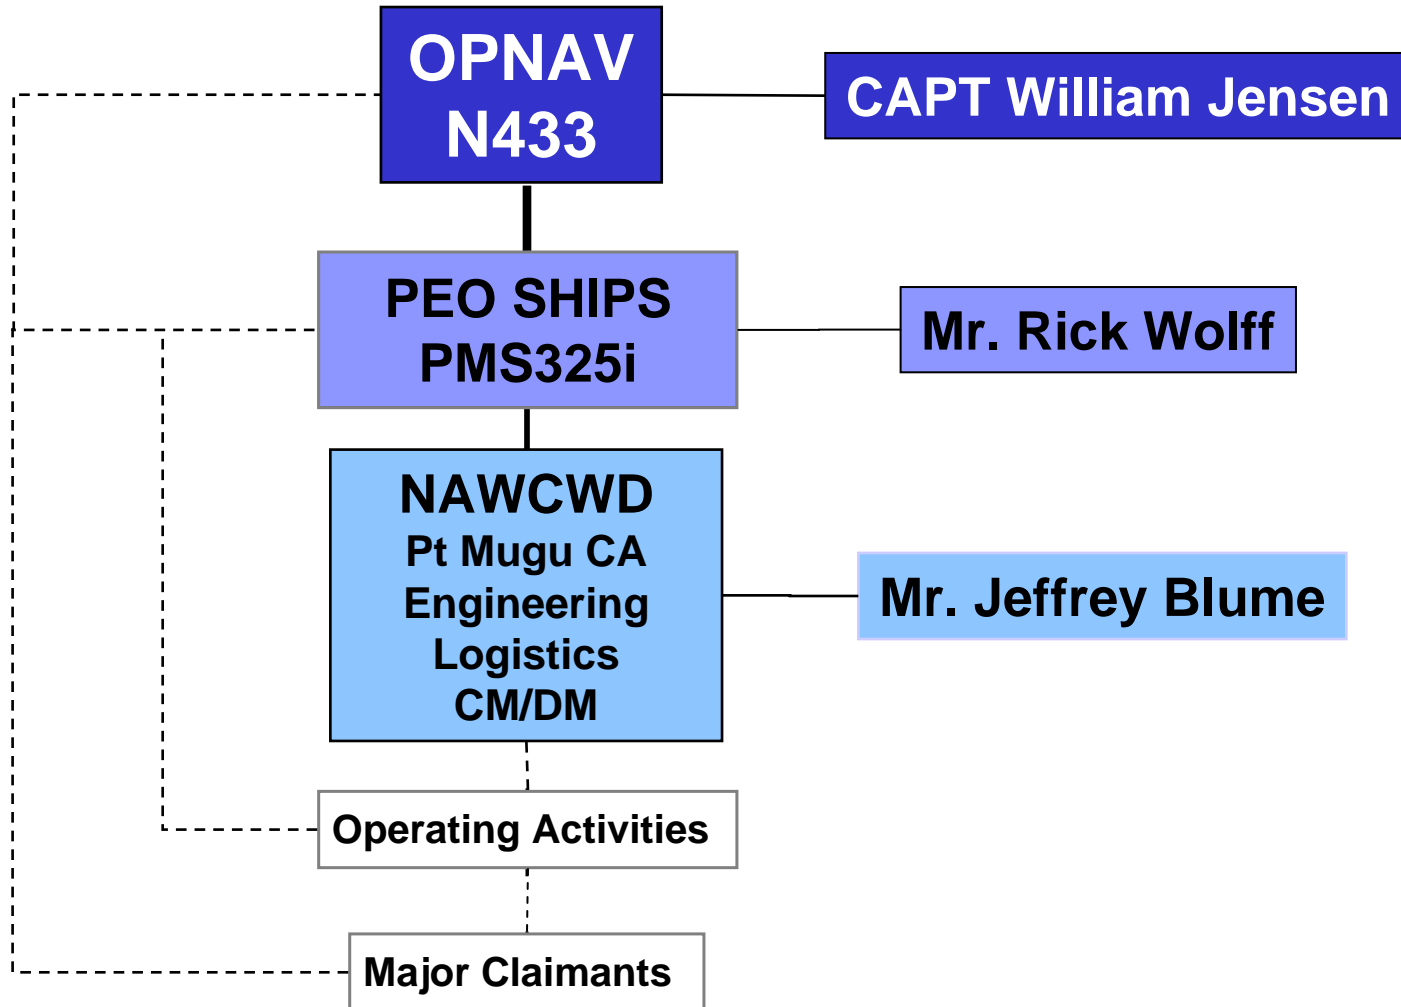 OPNAV
N433
CAPT William Jensen
PEO SHIPS
PMS325i
Mr. Rick Wolff
NAWCWD
Pt Mugu CA
Engineering
Logistics
CM/DM
Mr. Jeffrey Blume
Operating Activities
Major Claimants